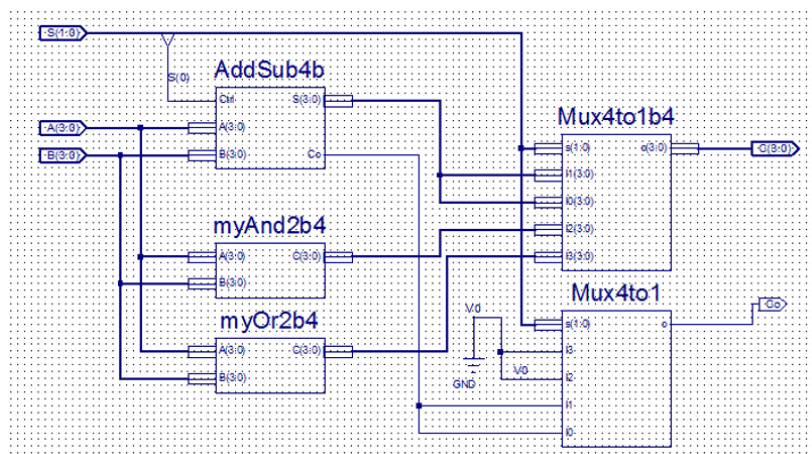 S(1:0)
AddSub4b
S(0)
Ctrl
S(3:0)
A(3:0)
A(3:0)
B(3:0)
B(3:0)
Co
Mux4to1b4
s(1:0)
o(3:0)
C(3:0)
I1(3:0)
I0(3:0)
I2(3:0)
I3(3:0)
myAnd2b4
A(3:0)
C(3:0)
B(3:0)
myOr2b4
A(3:0)
C(3:0)
B(3:0)
Mux4to1
V0
s(1:0)
o
Co
I3
V0
I2
GND
I1
I0